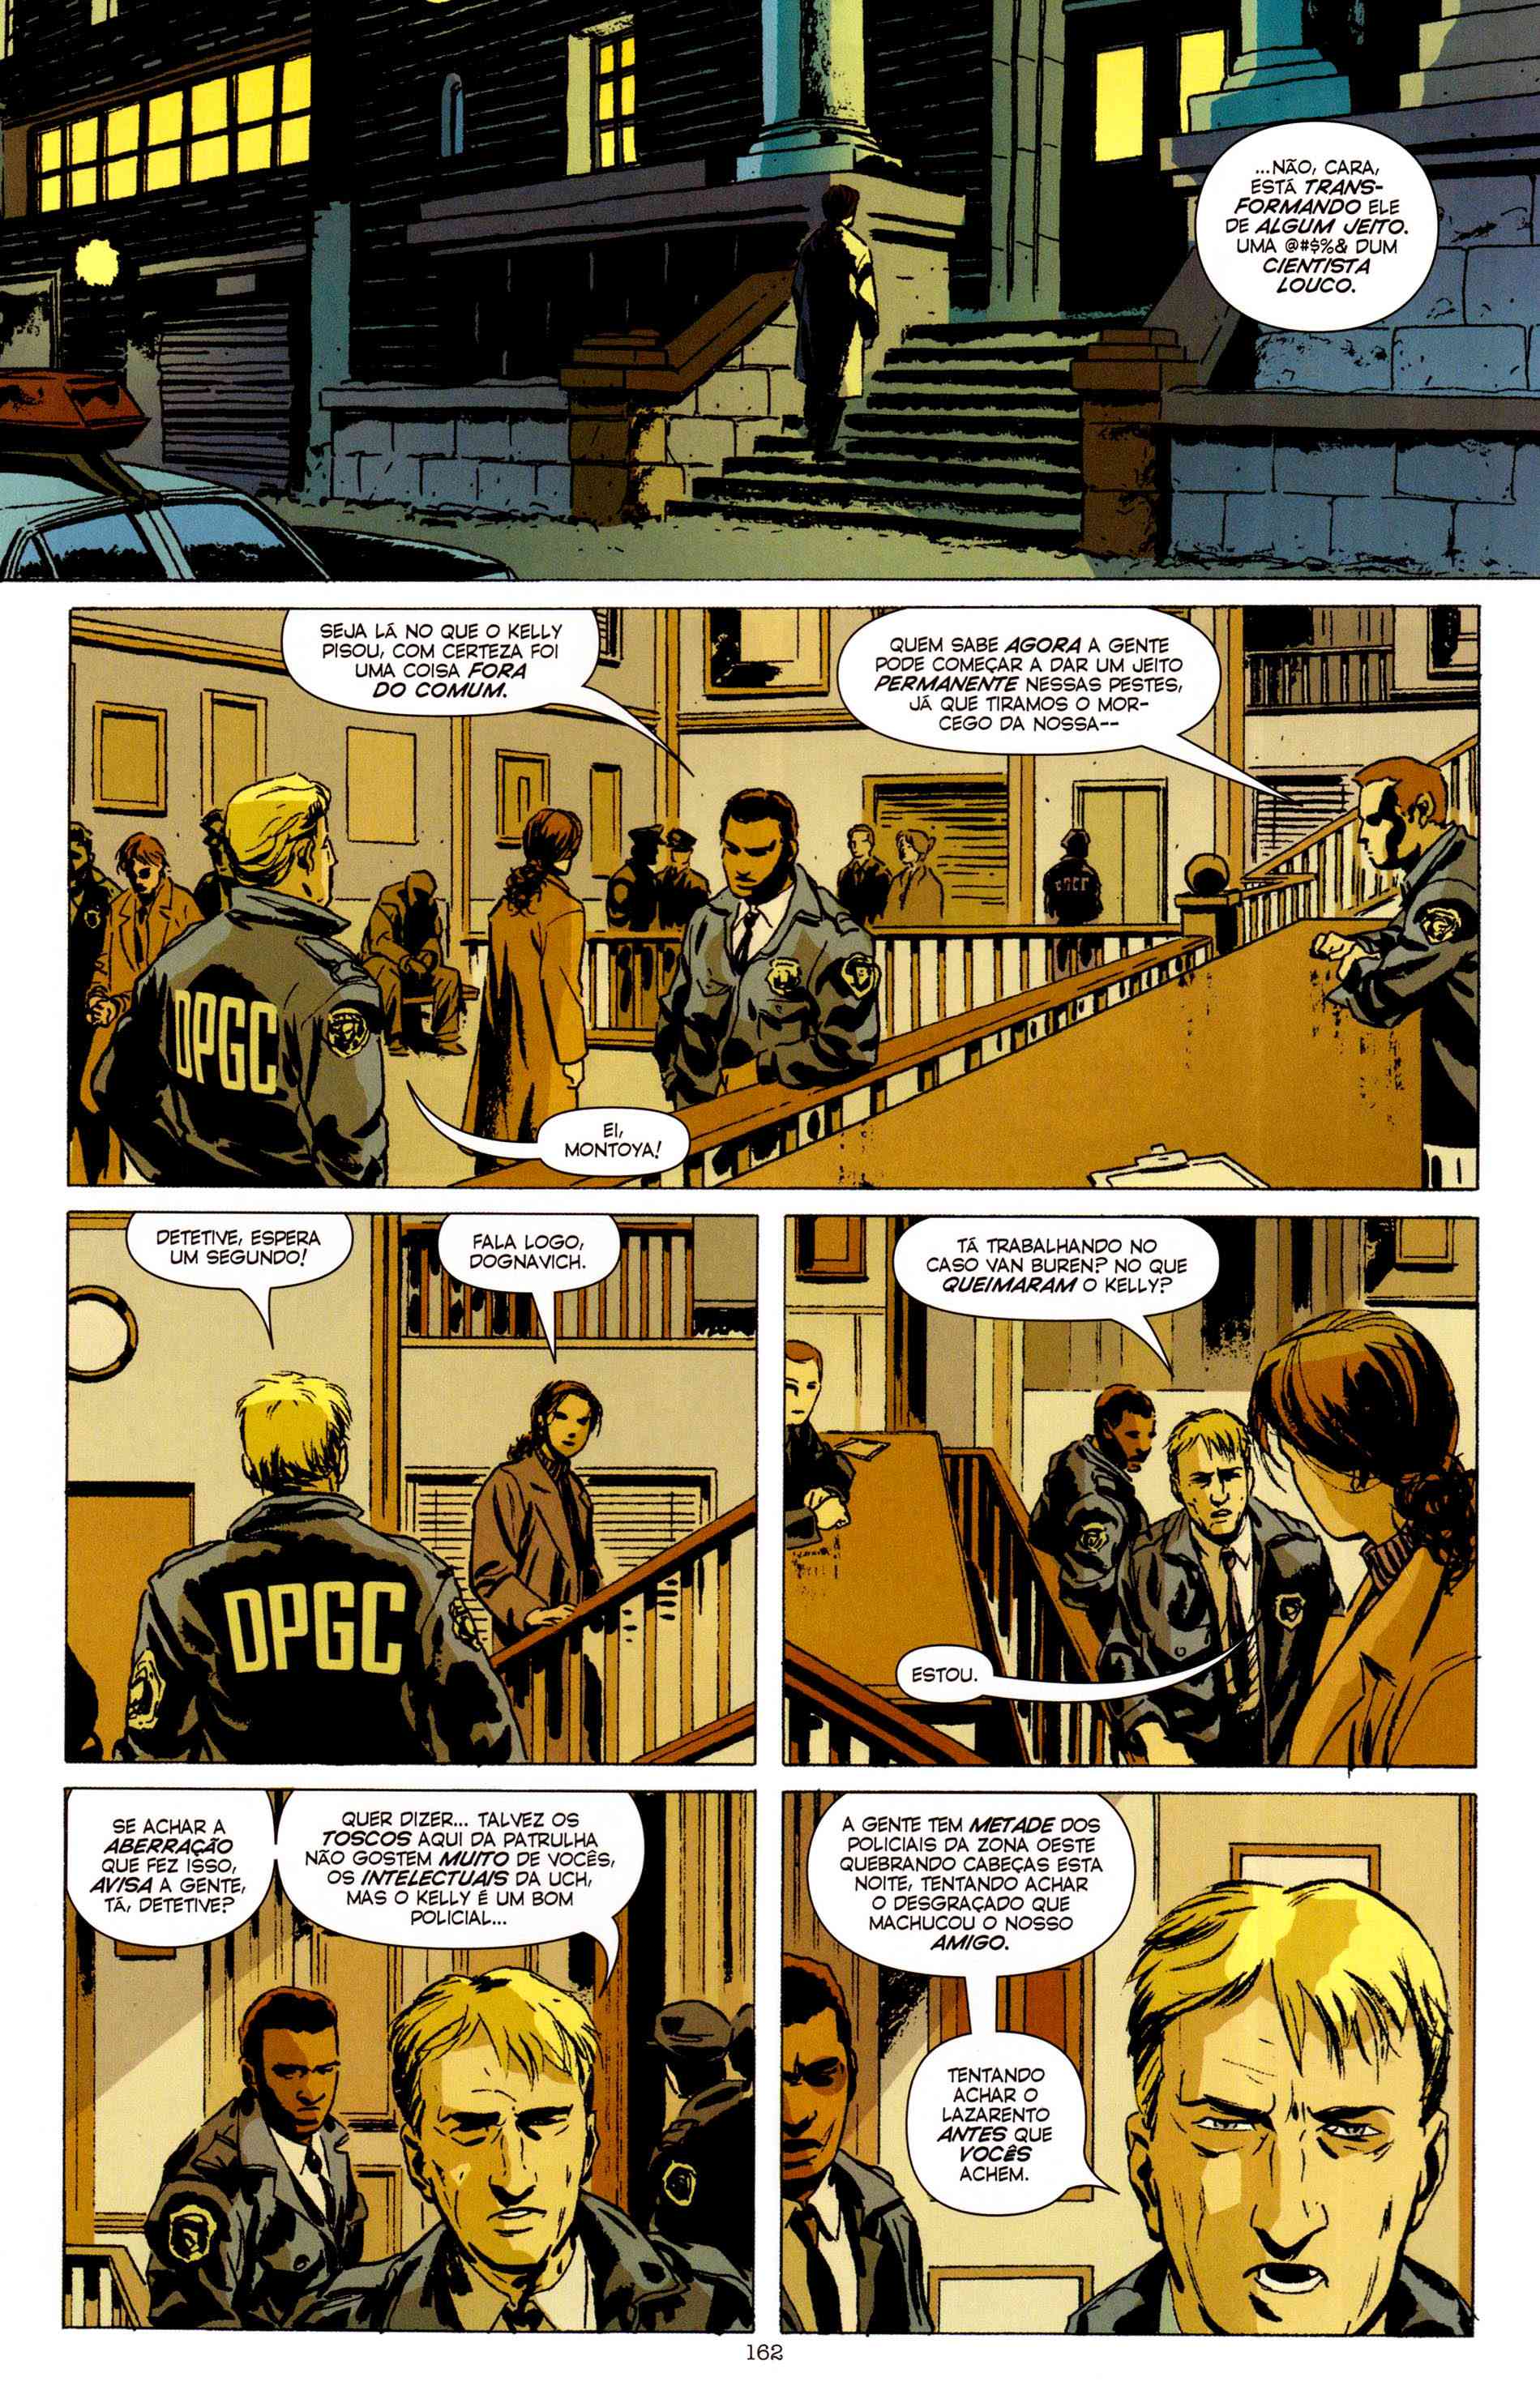 ...NÃO, CARA,
ESTÁ TRANS-
FORMANDO ELE
DE ALGUM JEITO.
UMA @#$%& DUM
CIENTISTA
LOUCO.
SEJA LÁ NO QUE O KELLY
PISOU, COM CERTEZA FOI
UMA COISA FORA
DO COMUM.
QUEM SABE AGORA A GENTE
PODE COMEÇAR A DAR UM JEITO
PERMANENTE NESSAS PESTES,
JÁ QUE TIRAMOS O MOR-
CEGO DA NOSSA--
DPGC
DPGC
EI,
MONTOYA!
DETETIVE, ESPERA
UM SEGUNDO!
FALA LOGO,
DOGNAVICH.
DPGC
TÁ TRABALHANDO NO
CASO VAN BUREN? NO QUE
QUEIMARAM O KELLY?
ESTOU.
SE ACHAR A
ABERRAÇÃO
QUE FEZ ISSO,
AVISA A GENTE,
TÁ, DETETIVE?
QUER DIZER... TALVEZ OS
TOSCOS AQUI DA PATRULHA
NÃO GOSTEM MUITO DE VOCÊS,
OS INTELECTUAIS DA UCH,
MAS O KELLY É UM BOM
POLICIAL...
A GENTE TEM METADE DOS
POLICIAIS DA ZONA OESTE
QUEBRANDO CABEÇAS ESTA
NOITE, TENTANDO ACHAR
O DESGRAÇADO QUE
MACHUCOU O NOSSO
AMIGO.
TENTANDO
ACHAR O
LAZARENTO
ANTES QUE
VOCÊS
ACHEM.
162